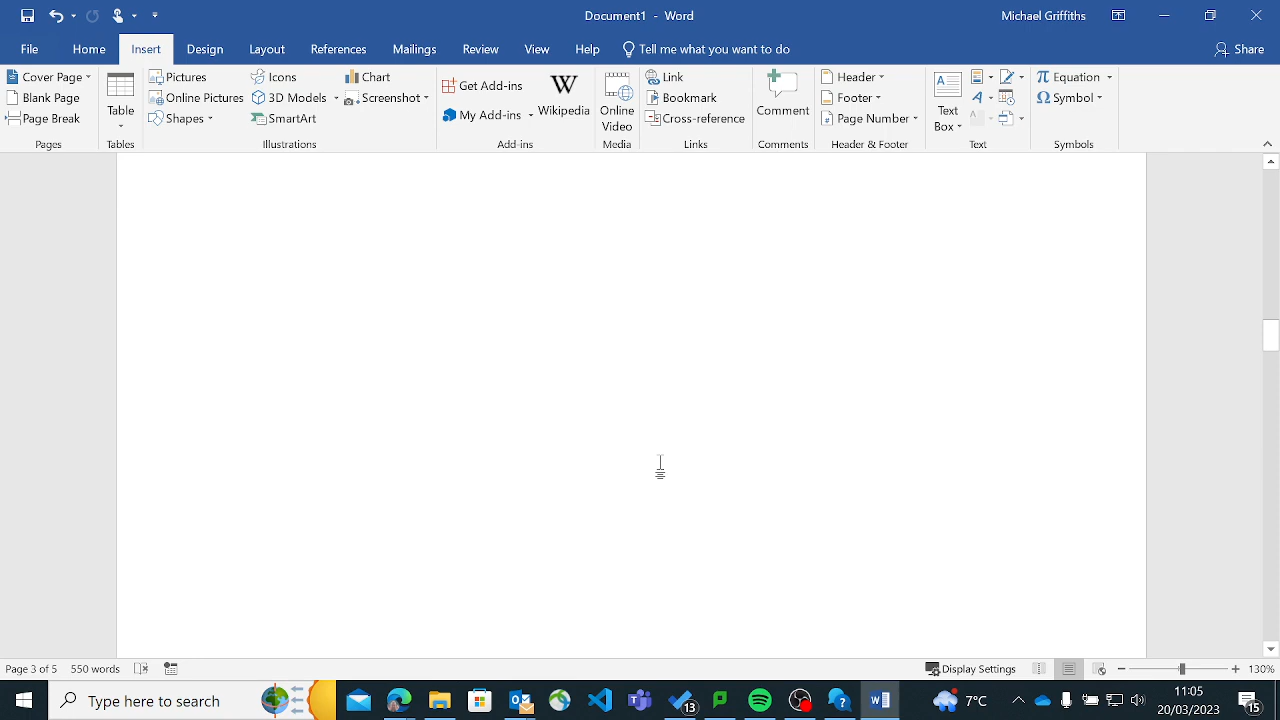 Document1 - Word
Michael Griffiths
File Home Insert Design Layout References Mailings Review View Help Tell me what you want to do Share
Cover Page
Blank Page
Page Break
Pages
Table
Tables
Pictures
Online Pictures
Shapes
Icons
3D Models
SmartArt
Chart
Screenshot
Illustrations
Get Add-ins
My Add-ins
W
Wikipedia
Add-ins
Online
Video
Media
Link
Bookmark
Cross-reference
Links
Comment
Comments
Header
Footer
Page Number
Header & Footer
Text
Box
Text
π Equation
Ω Symbol
Symbols
Page 3 of 5 550 words Display Settings 130%
Type here to search
13
7°C
11:05
20/03/2023
15